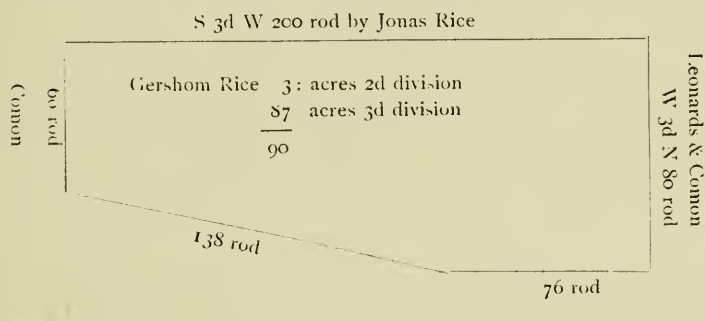 S 3d W 200 rod by Jonas Rice
Gershom Rice 3: acres 2d division
87 acres 3d division
90
60 rod
Comon
Leonards & Comon
W 3d N 80 rod
138 rod
76 rod